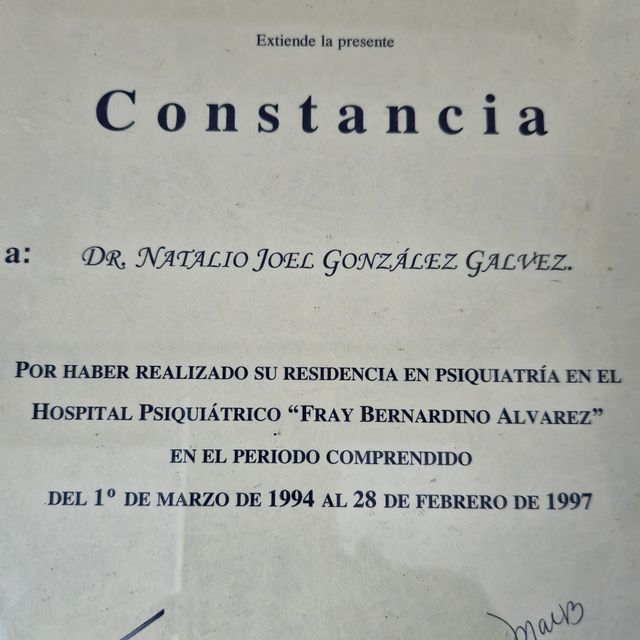 Extiende la presente
Constancia
a: DR. NATALIO JOEL GONZÁLEZ GALVEZ.
POR HABER REALIZADO SU RESIDENCIA EN PSIQUIATRÍA EN EL
HOSPITAL PSIQUIÁTRICO “FRAY BERNARDINO ALVAREZ”
EN EL PERIODO COMPRENDIDO
DEL 1º DE MARZO DE 1994 AL 28 DE FEBRERO DE 1997